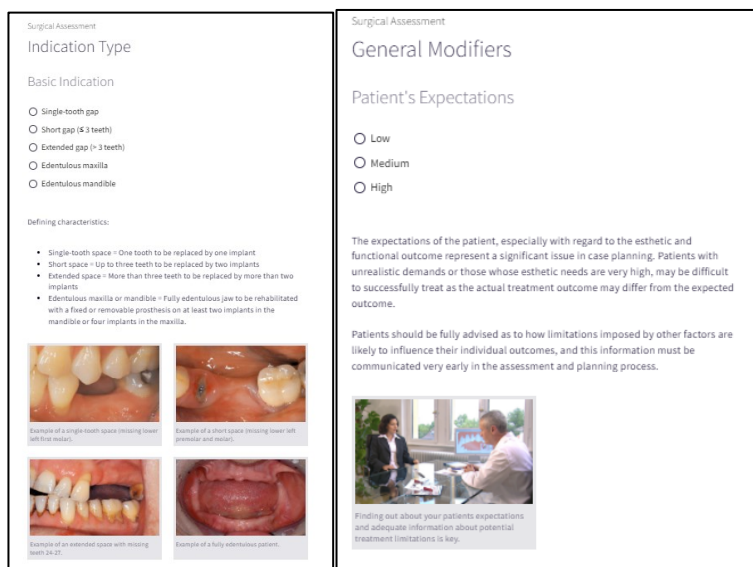 Surgical Assessment
Indication Type
Basic Indication
Single-tooth gap
Short gap (≤ 3 teeth)
Extended gap (> 3 teeth)
Edentulous maxilla
Edentulous mandible
Defining characteristics:
• Single-tooth space = One tooth to be replaced by one implant
• Short space = Up to three teeth to be replaced by two implants
• Extended space = More than three teeth to be replaced by more than two
implants
• Edentulous maxilla or mandible = Fully edentulous jaw to be rehabilitated
with a fixed or removable prosthesis on at least two implants in the
mandible or four implants in the maxilla.
Example of a single-tooth space (missing lower
left first molar).
Example of a short space (missing lower left
premolar and molar).
Example of an extended space with missing
teeth 24-27.
Example of a fully edentulous patient.
Surgical Assessment
General Modifiers
Patient's Expectations
Low
Medium
High
The expectations of the patient, especially with regard to the esthetic and
functional outcome represent a significant issue in case planning. Patients with
unrealistic demands or those whose esthetic needs are very high, may be difficult
to successfully treat as the actual treatment outcome may differ from the expected
outcome.
Patients should be fully advised as to how limitations imposed by other factors are
likely to influence their individual outcomes, and this information must be
communicated very early in the assessment and planning process.
Finding out about your patients expectations
and adequate information about potential
treatment limitations is key.